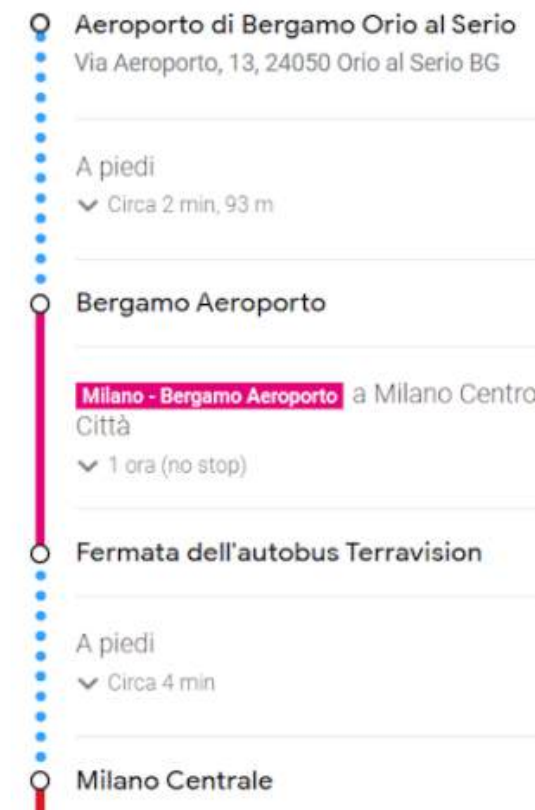 Aeroporto di Bergamo Orio al Serio
Via Aeroporto, 13, 24050 Orio al Serio BG
A piedi
Circa 2 min, 93 m
Bergamo Aeroporto
Milano - Bergamo Aeroporto a Milano Centro
Città
1 ora (no stop)
Fermata dell'autobus Terravision
A piedi
Circa 4 min
Milano Centrale